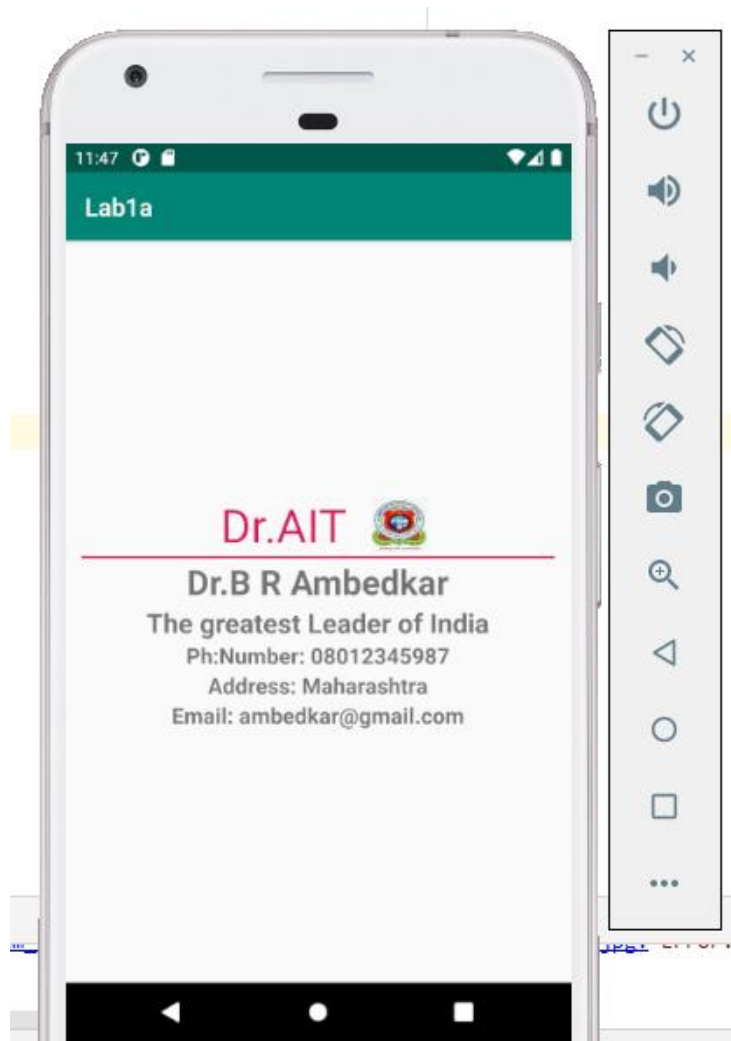 11:47
Lab1a
Dr.AIT
Dr.B R Ambedkar
The greatest Leader of India
Ph:Number: 08012345987
Address: Maharashtra
Email: ambedkar@gmail.com